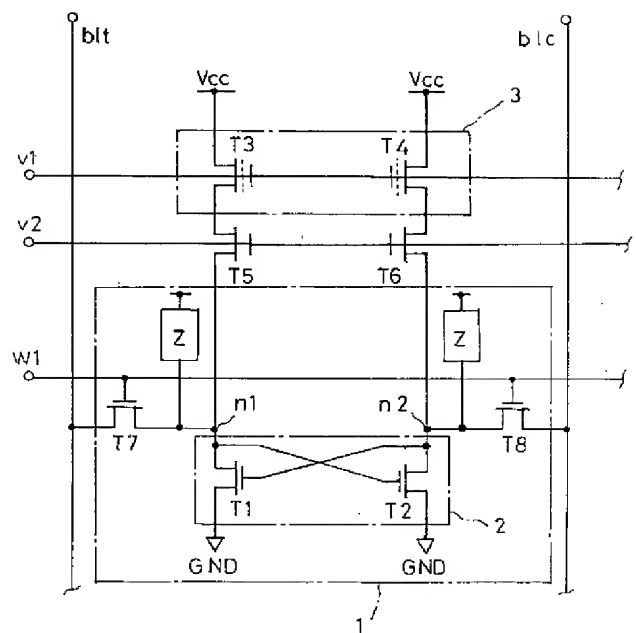 blt
blc
Vcc
Vcc
3
T3
T4
v1
v2
T5
T6
Z
Z
W1
n1
n2
T7
T8
T1
T2
2
GND
GND
1